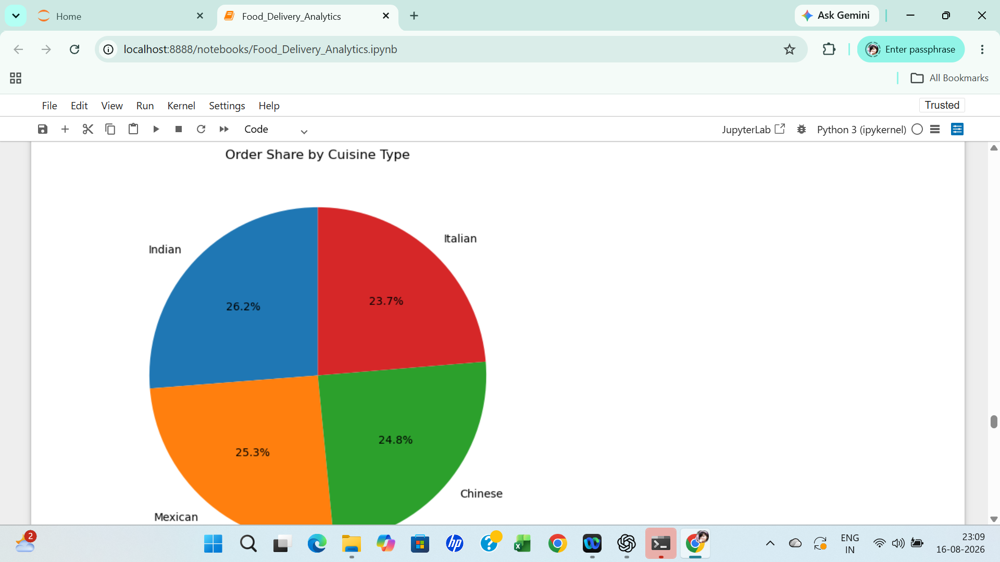 Home
Food_Delivery_Analytics
Ask Gemini
localhost:8888/notebooks/Food_Delivery_Analytics.ipynb
Enter passphrase
All Bookmarks
File Edit View Run Kernel Settings Help
Trusted
Code
JupyterLab
Python 3 (ipykernel)
Order Share by Cuisine Type
Italian
Indian
23.7%
26.2%
24.8%
25.3%
Chinese
Mexican
2
hp
?
ENG
IN
23:09
16-08-2026